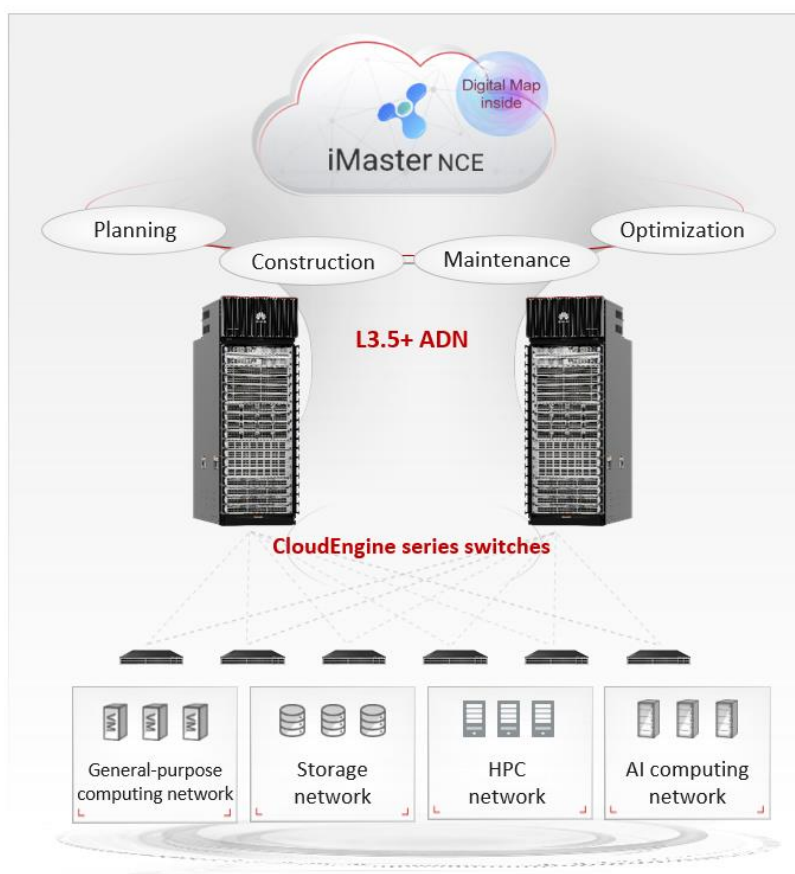 Digital Map
inside
iMaster NCE
Planning
Optimization
Construction
Maintenance
L3.5+ ADN
CloudEngine series switches
VM VM VM
General-purpose
computing network
Storage
network
HPC
network
AI computing
network